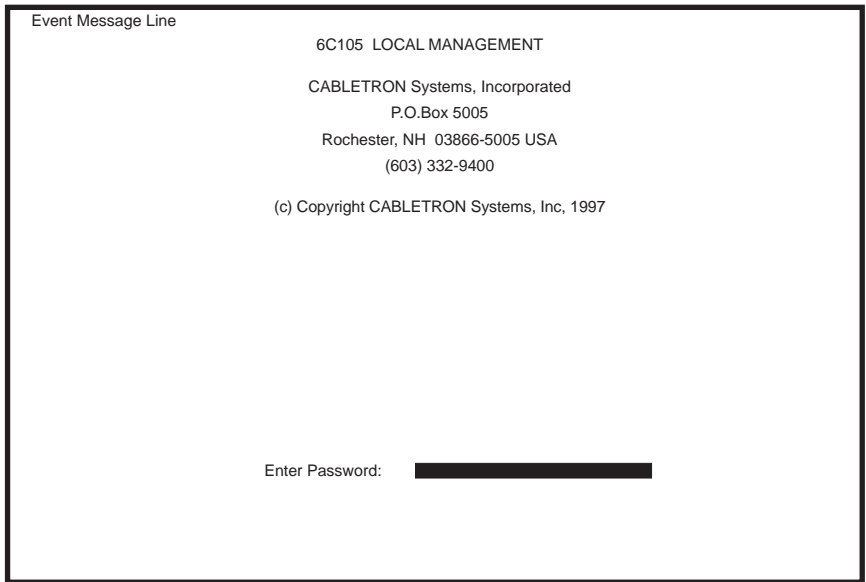 Event Message Line
6C105 LOCAL MANAGEMENT
CABLETRON Systems, Incorporated
P.O.Box 5005
Rochester, NH 03866-5005 USA
(603) 332-9400
(c) Copyright CABLETRON Systems, Inc, 1997
Enter Password: